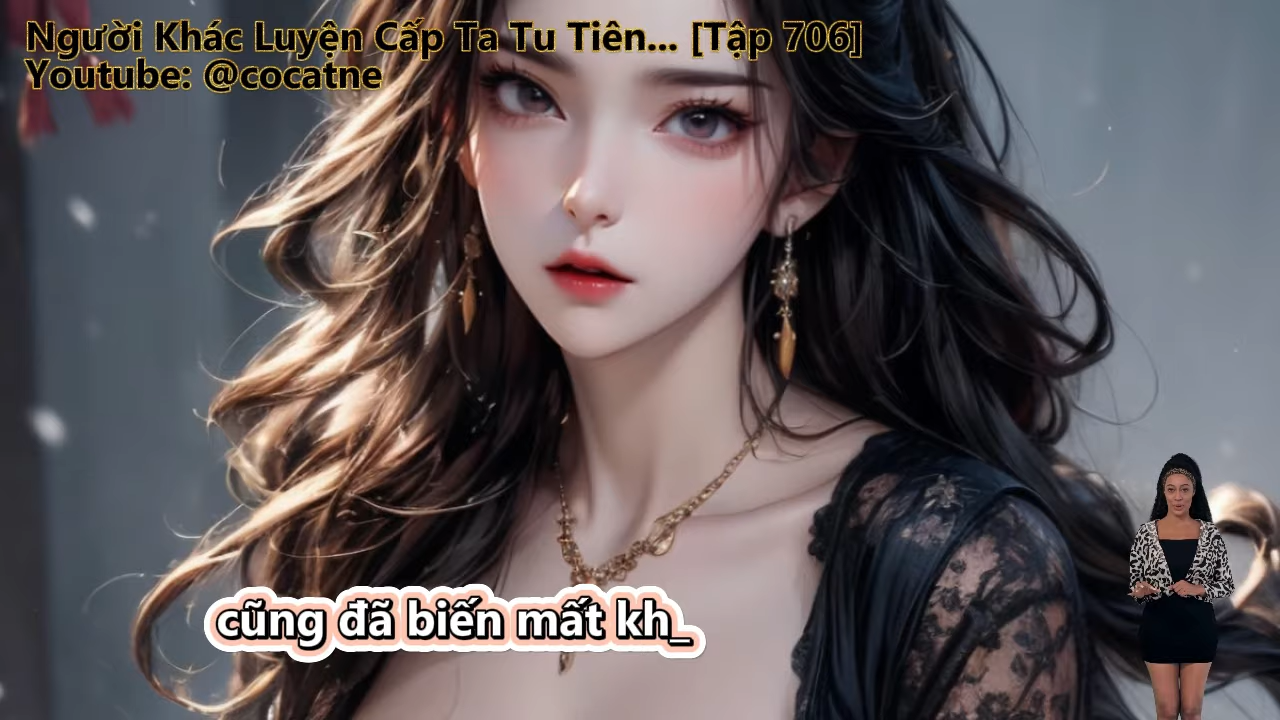 Người Khác Luyện Cấp Ta Tu Tiên... [Tập 706]
Youtube: @cocatne
cũng đã biến mất kh_